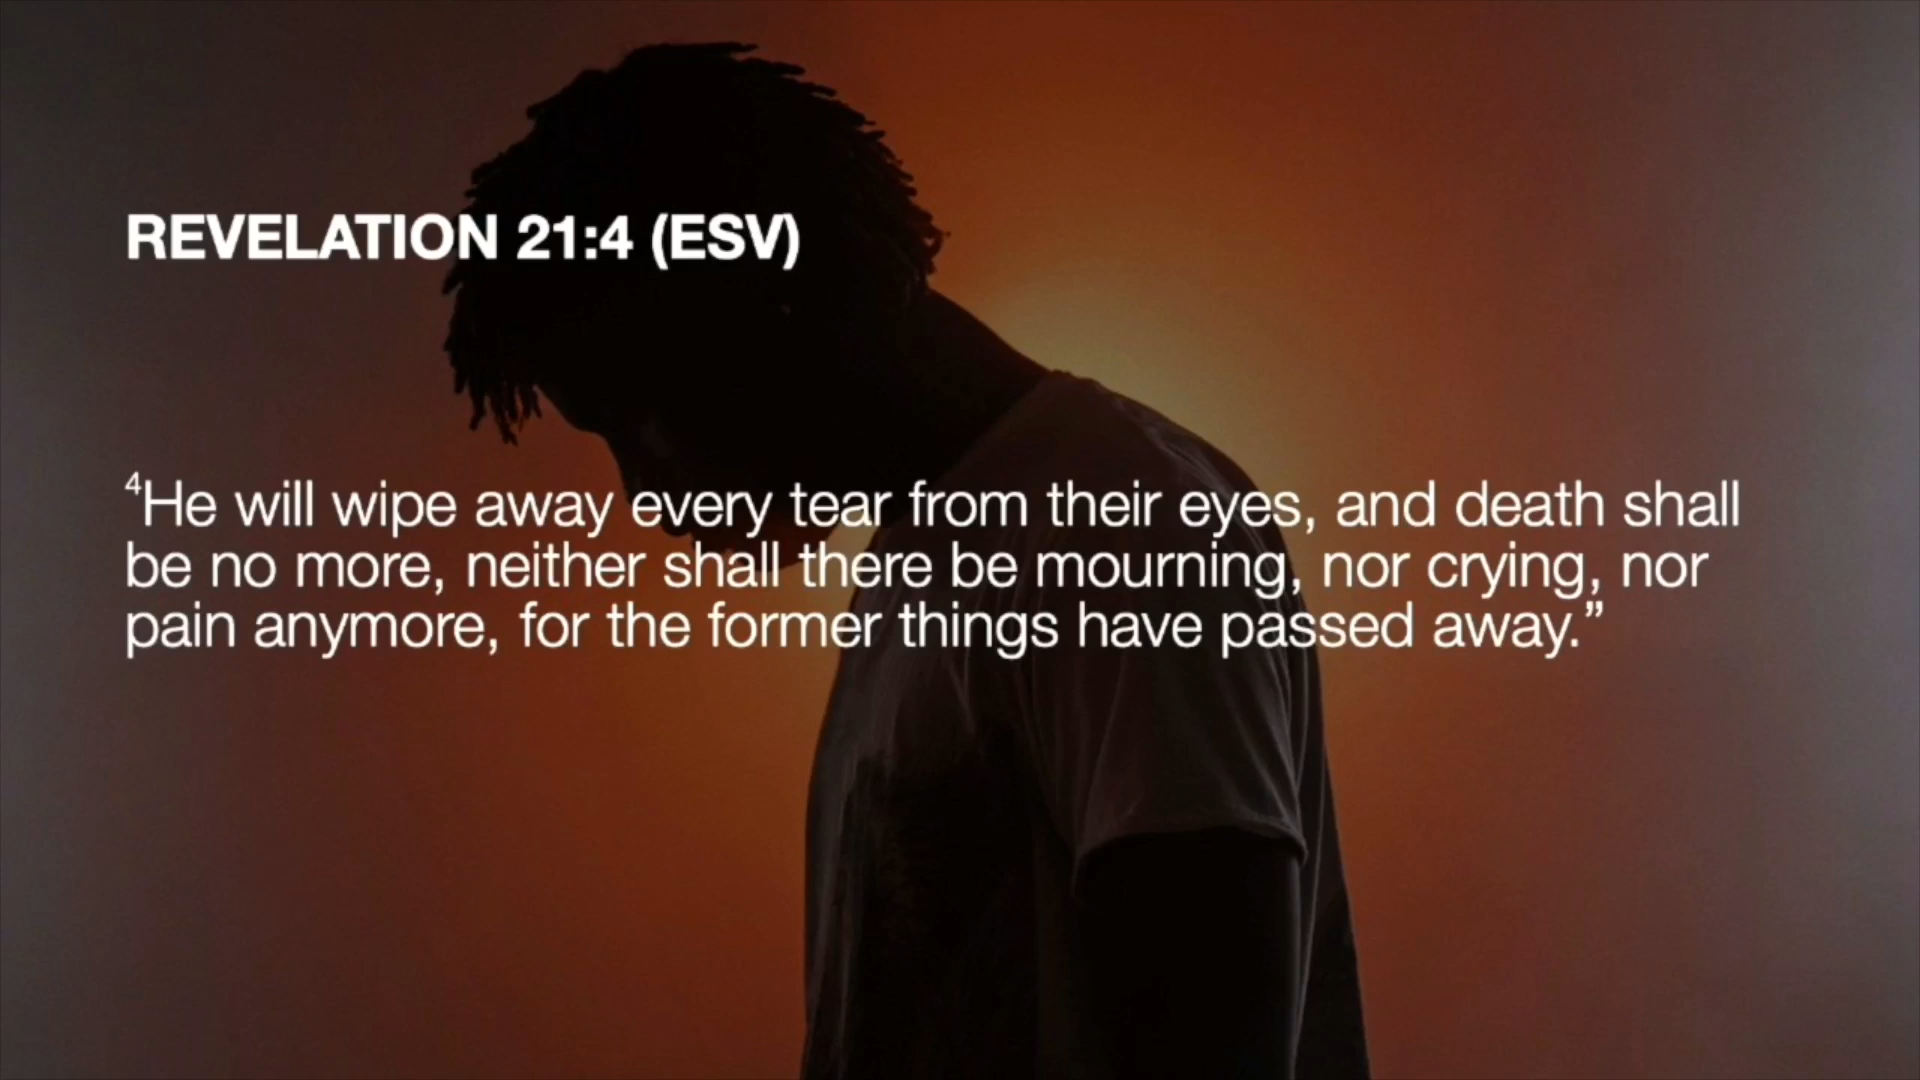 REVELATION 21:4 (ESV)
⁴He will wipe away every tear from their eyes, and death shall
be no more, neither shall there be mourning, nor crying, nor
pain anymore, for the former things have passed away.”